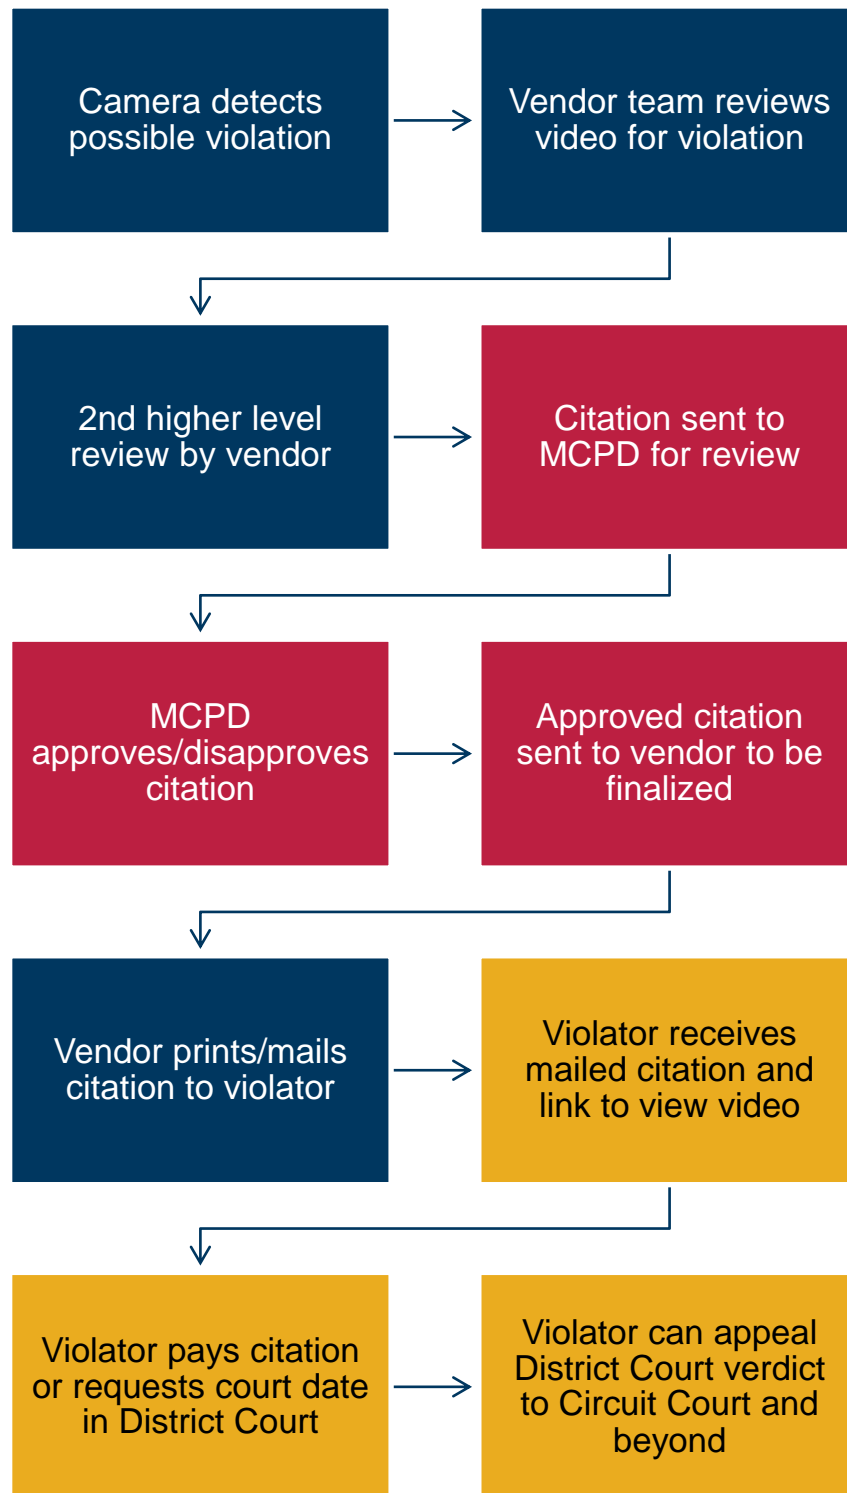 Camera detects
possible violation
Vendor team reviews
video for violation
2nd higher level
review by vendor
Citation sent to
MCPD for review
MCPD
approves/disapproves
citation
Approved citation
sent to vendor to be
finalized
Vendor prints/mails
citation to violator
Violator receives
mailed citation and
link to view video
Violator pays citation
or requests court date
in District Court
Violator can appeal
District Court verdict
to Circuit Court and
beyond